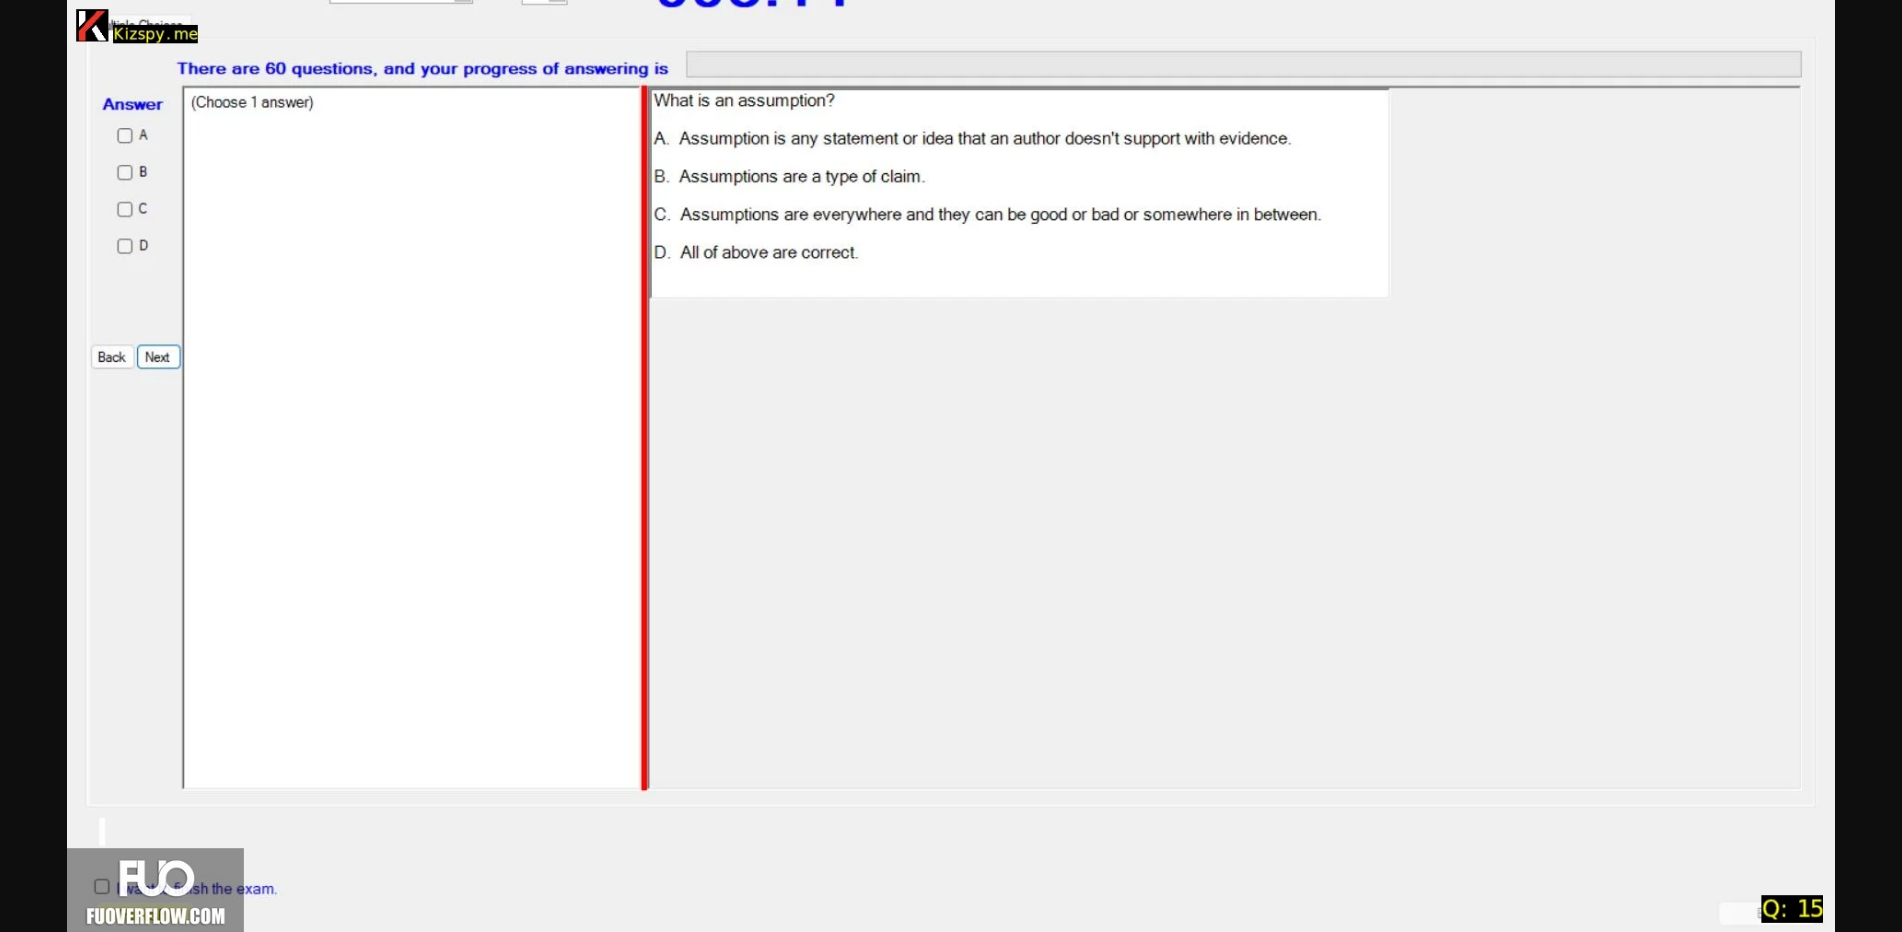 Kizspy.me
There are 60 questions, and your progress of answering is
Answer
(Choose 1 answer)
A
B
C
D
Back
Next
What is an assumption?
A. Assumption is any statement or idea that an author doesn't support with evidence.
B. Assumptions are a type of claim.
C. Assumptions are everywhere and they can be good or bad or somewhere in between.
D. All of above are correct.
FUO
finish the exam.
FUOVERFLOW.COM
Q: 15